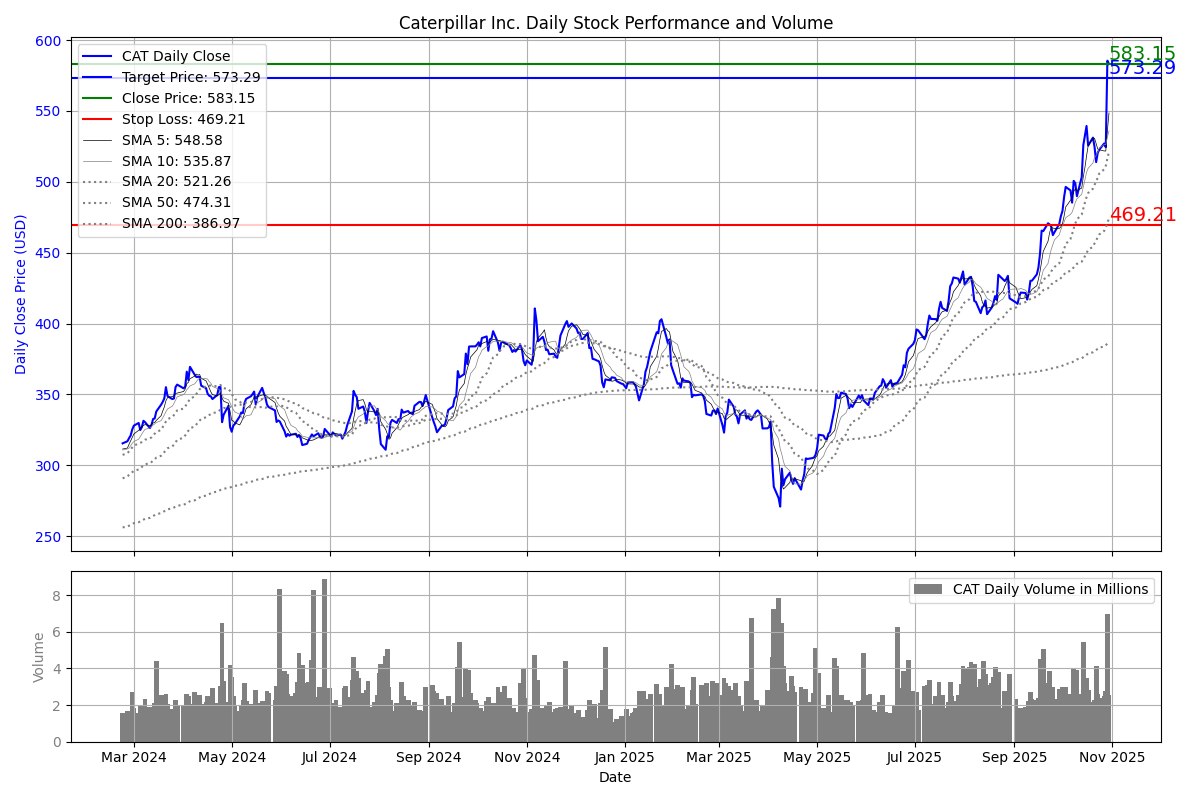 Caterpillar Inc. Daily Stock Performance and Volume
600
550
500
450
400
350
300
250
Daily Close Price (USD)
CAT Daily Close
Target Price: 573.29
Close Price: 583.15
Stop Loss: 469.21
SMA 5: 548.58
SMA 10: 535.87
SMA 20: 521.26
SMA 50: 474.31
SMA 200: 386.97
583.15
573.29
469.21
8
6
4
2
0
Volume
CAT Daily Volume in Millions
Mar 2024 May 2024 Jul 2024 Sep 2024 Nov 2024 Jan 2025 Mar 2025 May 2025 Jul 2025 Sep 2025 Nov 2025
Date